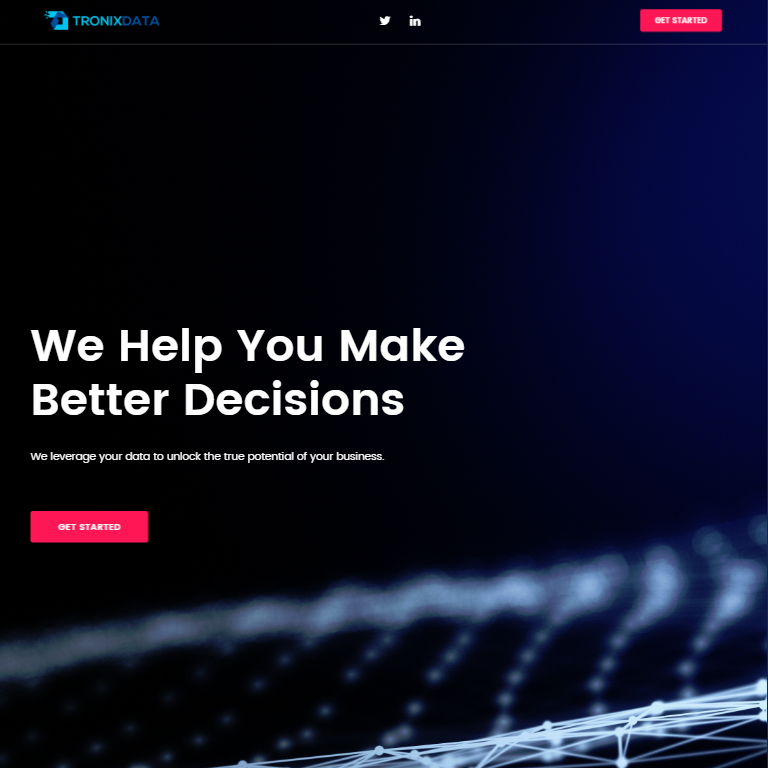 TRONIXDATA
GET STARTED
We Help You Make
Better Decisions
We leverage your data to unlock the true potential of your business.
GET STARTED